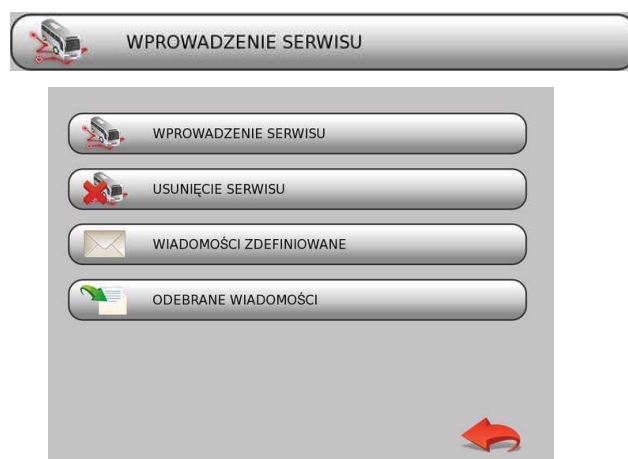 WPROWADZENIE SERWISU
WPROWADZENIE SERWISU
USUNIĘCIE SERWISU
WIADOMOŚCI ZDEFINIOWANE
ODEBRANE WIADOMOŚCI